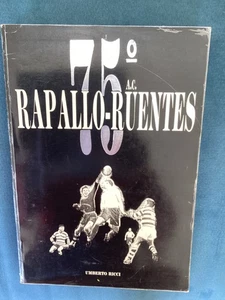 75º
A.C.
RAPALLO-RUENTES
UMBERTO RICCI